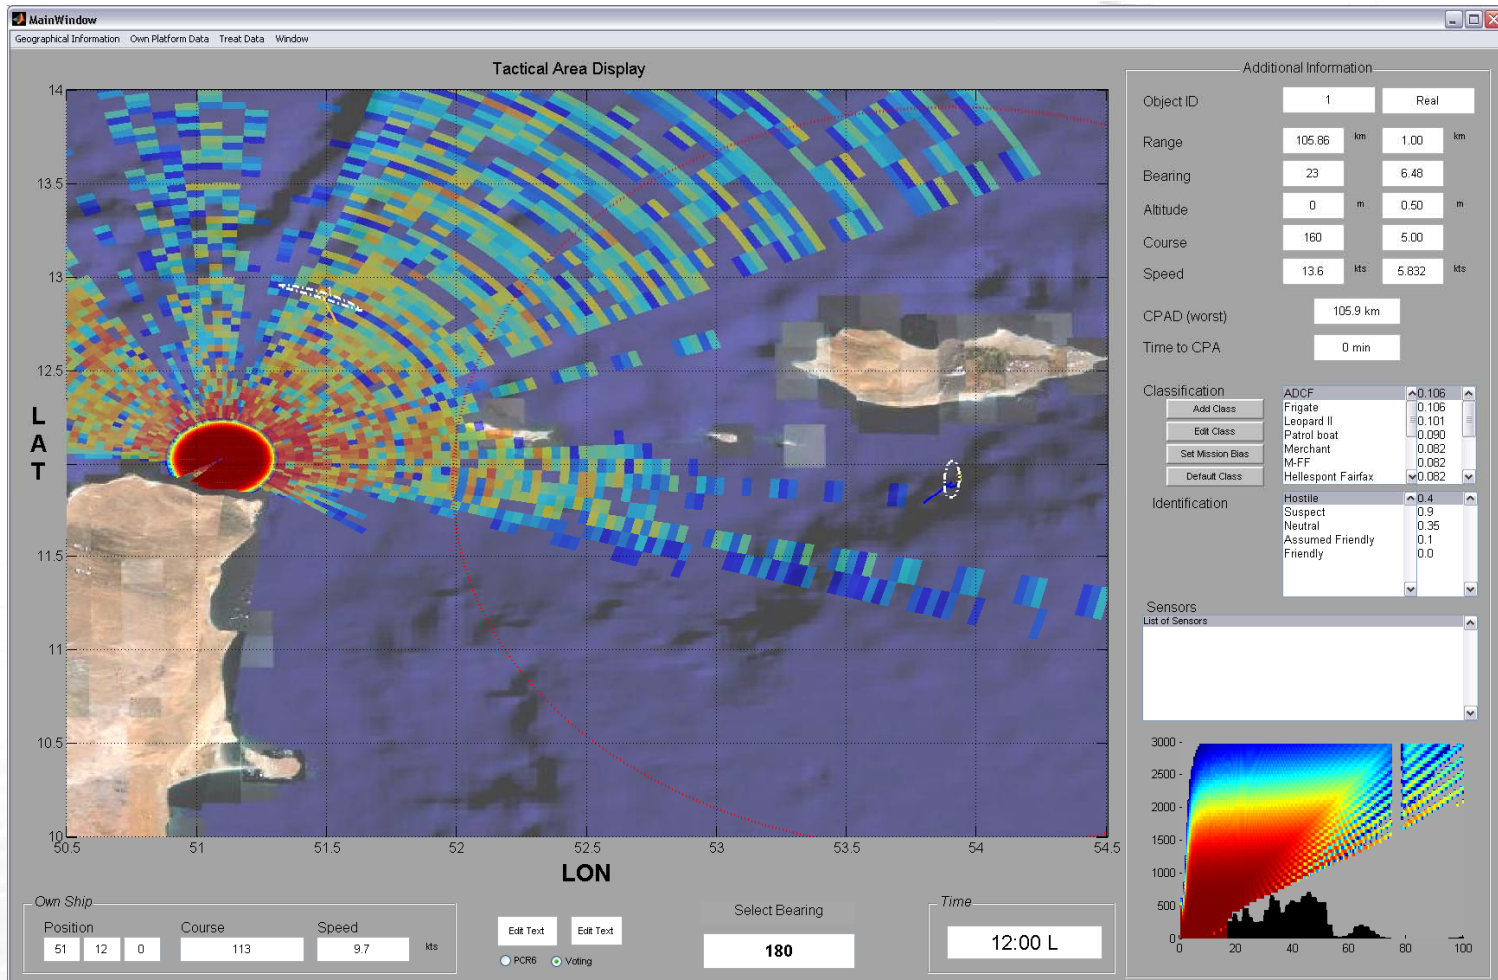 MainWindow
Geographical Information Own Platform Data Treat Data Window
Tactical Area Display
14
13.5
13
12.5
12
11.5
11
10.5
10
LAT
50.5 51 51.5 52 52.5 53 53.5 54 54.5
LON
Additional Information
Object ID 1 Real
Range 105.86 km 1.00 km
Bearing 23 6.48
Altitude 0 m 0.50 m
Course 160 5.00
Speed 13.6 kts 5.832 kts
CPAD (worst) 105.9 km
Time to CPA 0 min
Classification
Add Class
Edit Class
Set Mission Bias
Default Class
ADCF 0.106
Frigate 0.106
Leopard II 0.101
Patrol boat 0.090
Merchant 0.082
M-FF 0.082
Hellespont Fairfax 0.082
Identification
Hostile 0.4
Suspect 0.9
Neutral 0.35
Assumed Friendly 0.1
Friendly 0.0
Sensors
List of Sensors
3000
2500
2000
1500
1000
500
0
0 20 40 60 80 100
Own Ship
Position Course Speed
51 12 0 113 9.7 kts
Edit Text Edit Text
PCR6 Voting
Select Bearing
180
Time
12:00 L